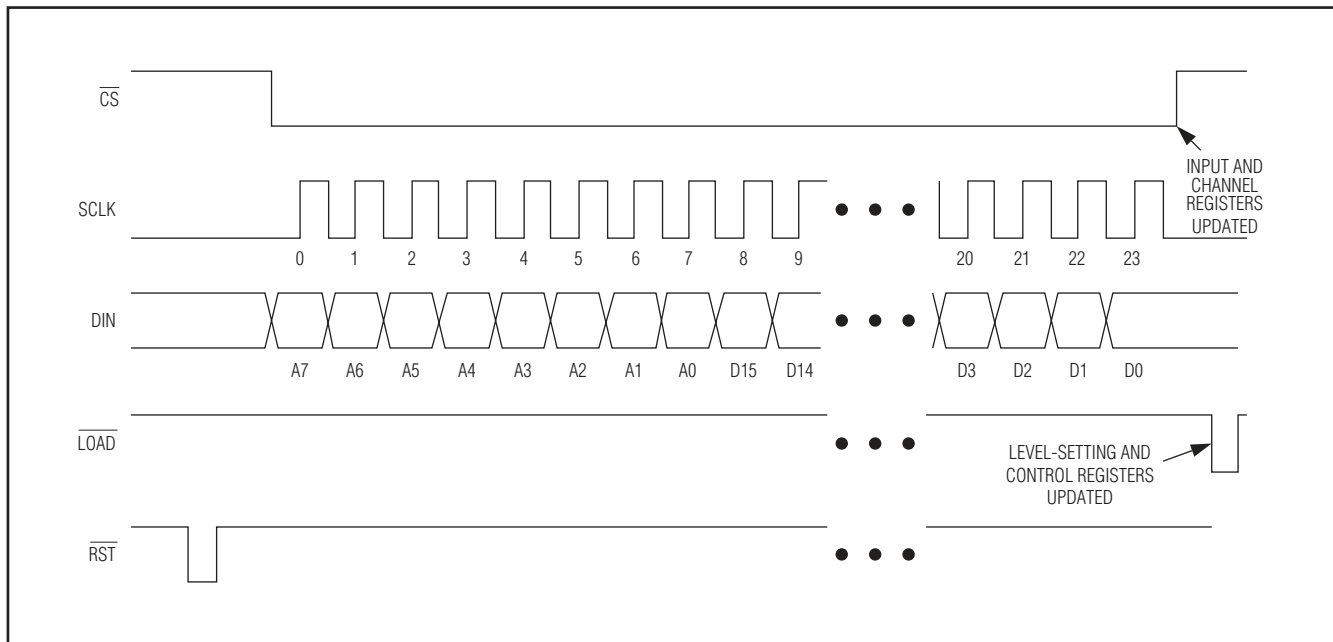 CS
INPUT AND
CHANNEL
REGISTERS
UPDATED
SCLK
0 1 2 3 4 5 6 7 8 9 20 21 22 23
DIN
A7 A6 A5 A4 A3 A2 A1 A0 D15 D14 D3 D2 D1 D0
LOAD
LEVEL-SETTING AND
CONTROL REGISTERS
UPDATED
RST